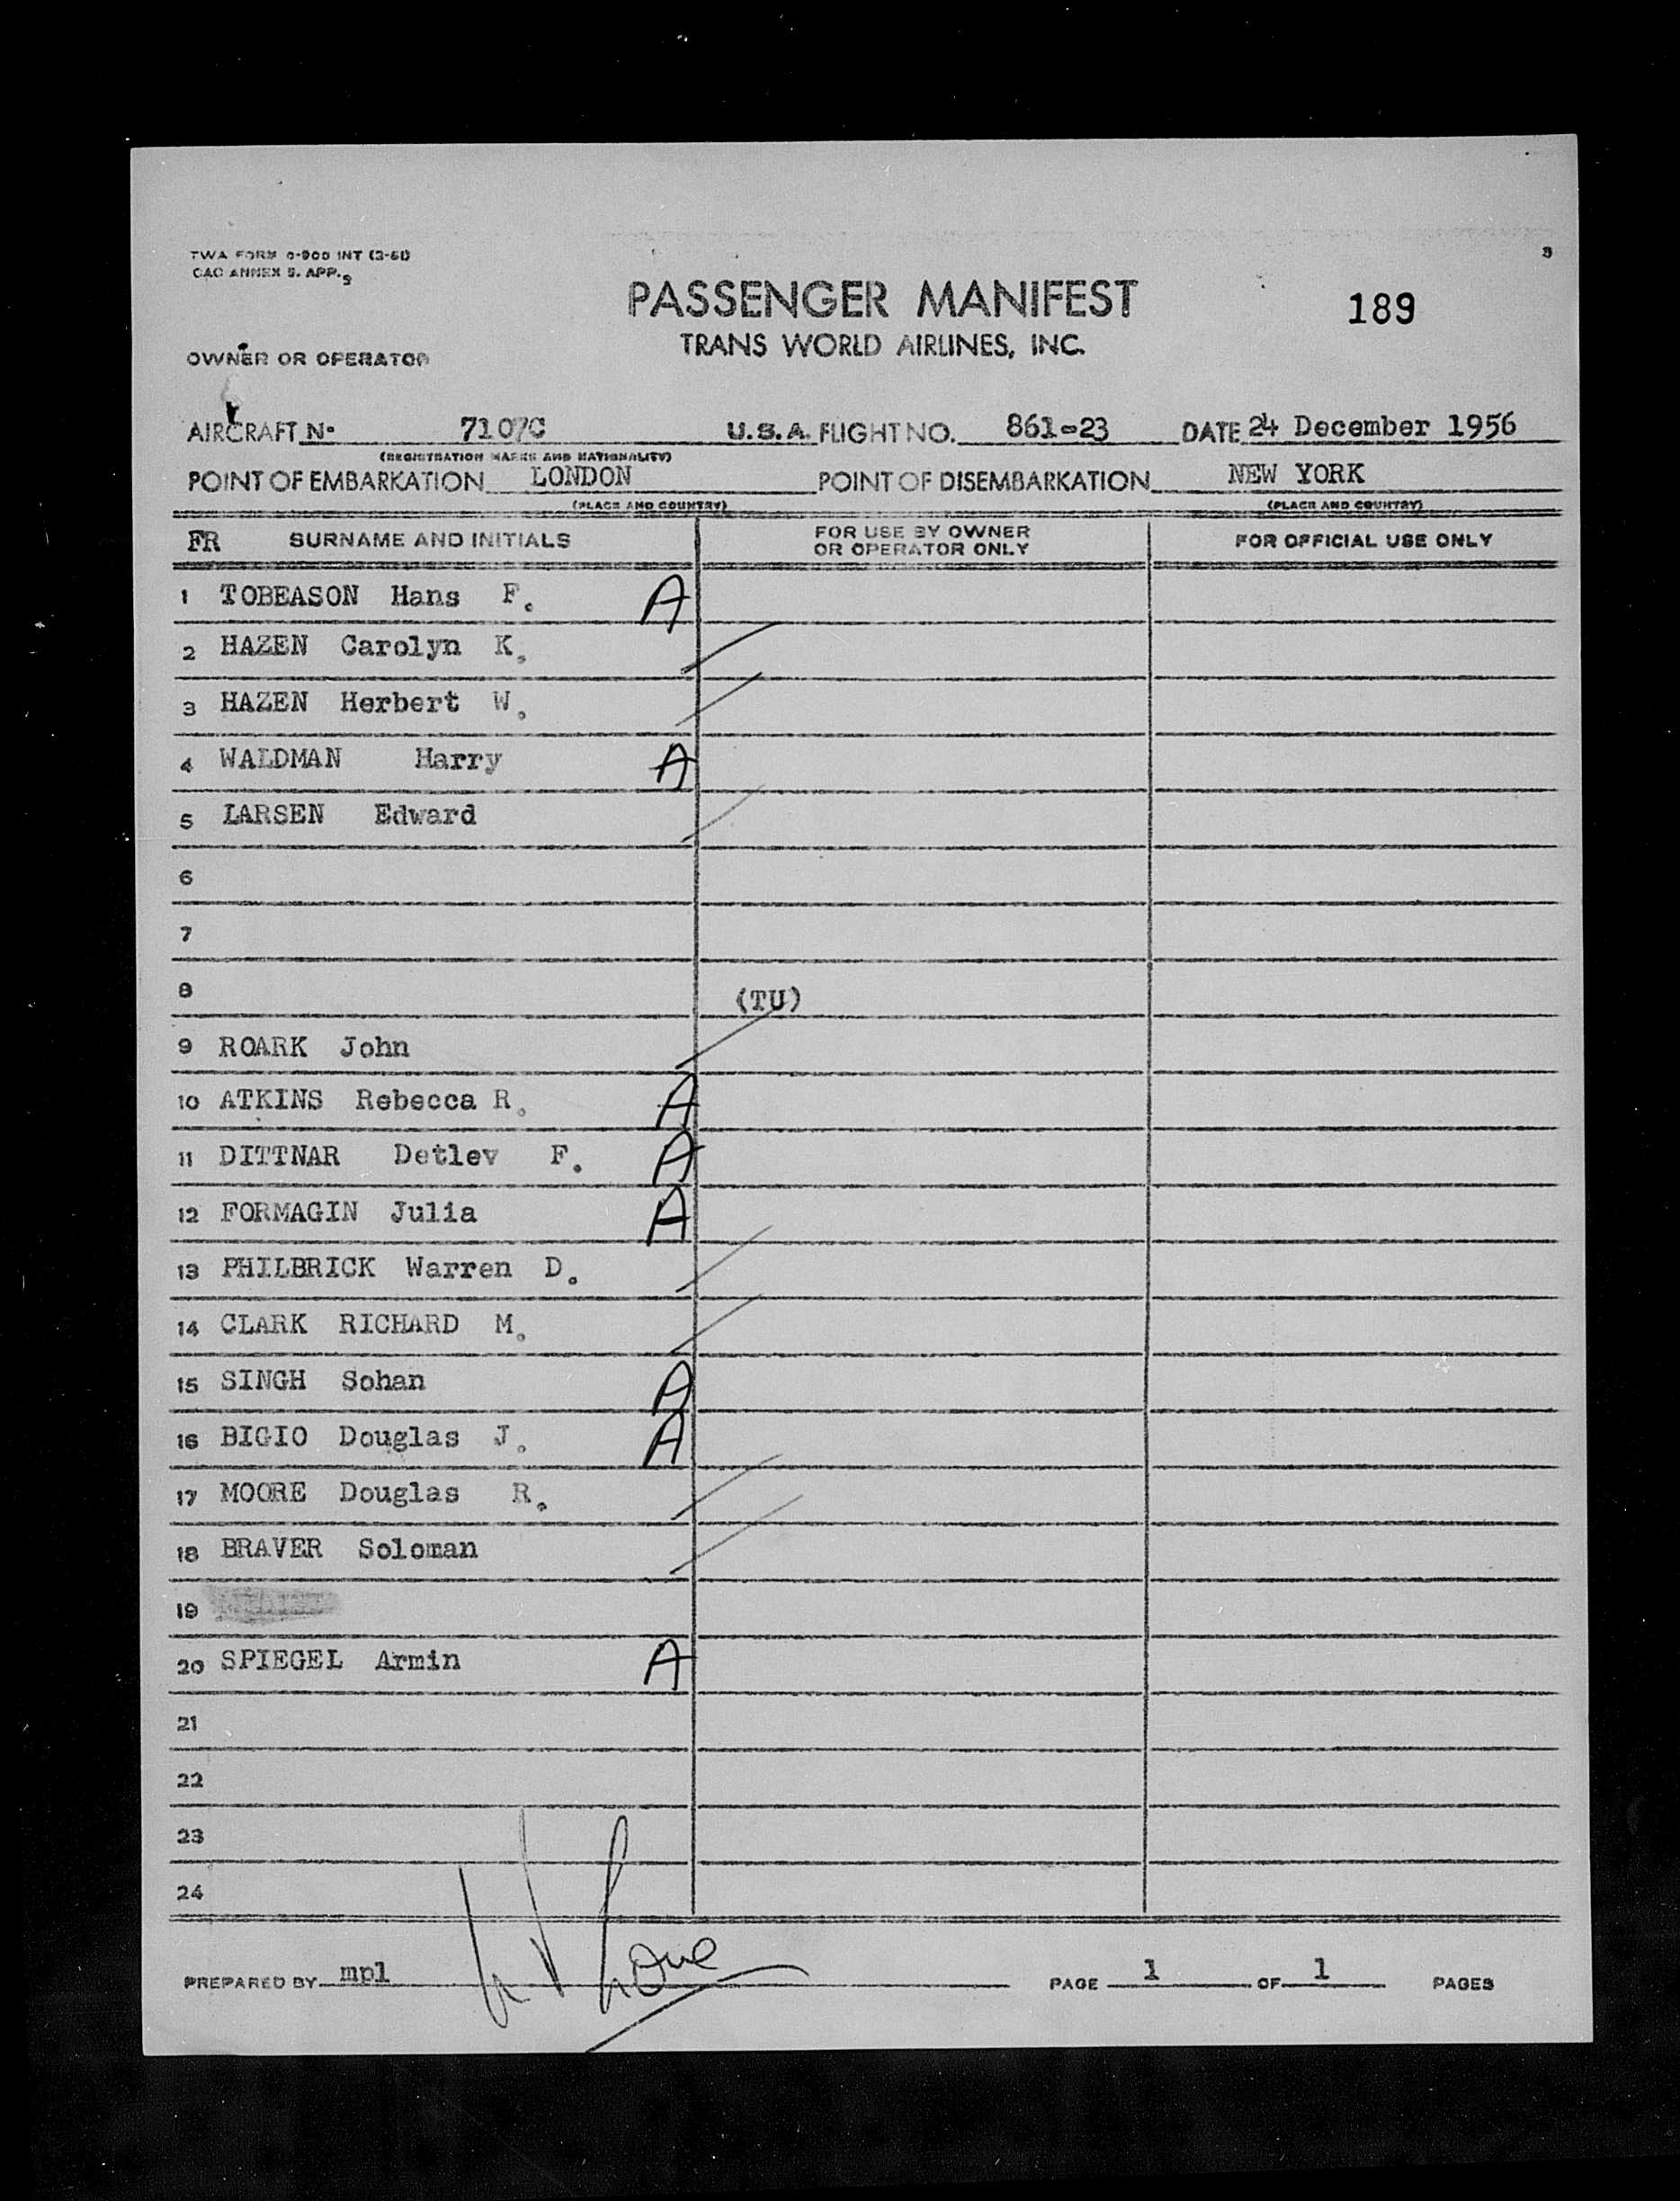 TWA FORM 0-900 INT (3-51)
CAO ANNEX 9. APP. 2
3
PASSENGER MANIFEST
189
TRANS WORLD AIRLINES, INC.
OWNER OR OPERATOR
AIRCRAFT Nº 7107C U.S.A. FLIGHT NO. 861-23 DATE 24 December 1956
(REGISTRATION MARKS AND NATIONALITY)
POINT OF EMBARKATION LONDON POINT OF DISEMBARKATION NEW YORK
(PLACE AND COUNTRY) (PLACE AND COUNTRY)
FR SURNAME AND INITIALS FOR USE BY OWNER OR OPERATOR ONLY FOR OFFICIAL USE ONLY
1 TOBEASON Hans F. A
2 HAZEN Carolyn K.
3 HAZEN Herbert W.
4 WALDMAN Harry A
5 LARSEN Edward
6
7
8 (TU)
9 ROARK John
10 ATKINS Rebecca R. A
11 DITTNAR Detlev F. A
12 FORMAGIN Julia A
13 PHILBRICK Warren D.
14 CLARK RICHARD M.
15 SINGH Sohan A
16 BIGIO Douglas J. A
17 MOORE Douglas R.
18 BRAVER Soloman
19
20 SPIEGEL Armin A
21
22
23
24
PREPARED BY mpl PAGE 1 OF 1 PAGES